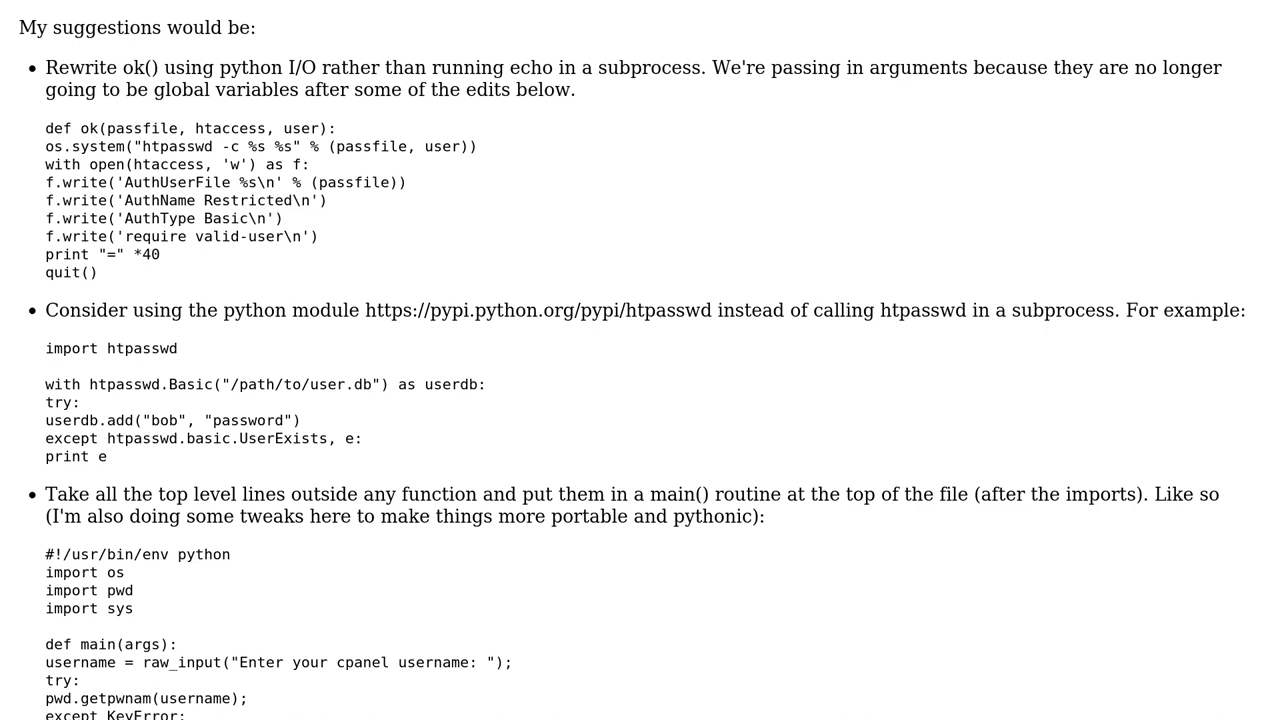 My suggestions would be:
• Rewrite ok() using python I/O rather than running echo in a subprocess. We're passing in arguments because they are no longer
going to be global variables after some of the edits below.
def ok(passfile, htaccess, user):
os.system("htpasswd -c %s %s" % (passfile, user))
with open(htaccess, 'w') as f:
f.write('AuthUserFile %s\n' % (passfile))
f.write('AuthName Restricted\n')
f.write('AuthType Basic\n')
f.write('require valid-user\n')
print "=" *40
quit()
• Consider using the python module https://pypi.python.org/pypi/htpasswd instead of calling htpasswd in a subprocess. For example:
import htpasswd
with htpasswd.Basic("/path/to/user.db") as userdb:
try:
userdb.add("bob", "password")
except htpasswd.basic.UserExists, e:
print e
• Take all the top level lines outside any function and put them in a main() routine at the top of the file (after the imports). Like so
(I'm also doing some tweaks here to make things more portable and pythonic):
#!/usr/bin/env python
import os
import pwd
import sys
def main(args):
username = raw_input("Enter your cpanel username: ");
try:
pwd.getpwnam(username);
except KeyError: